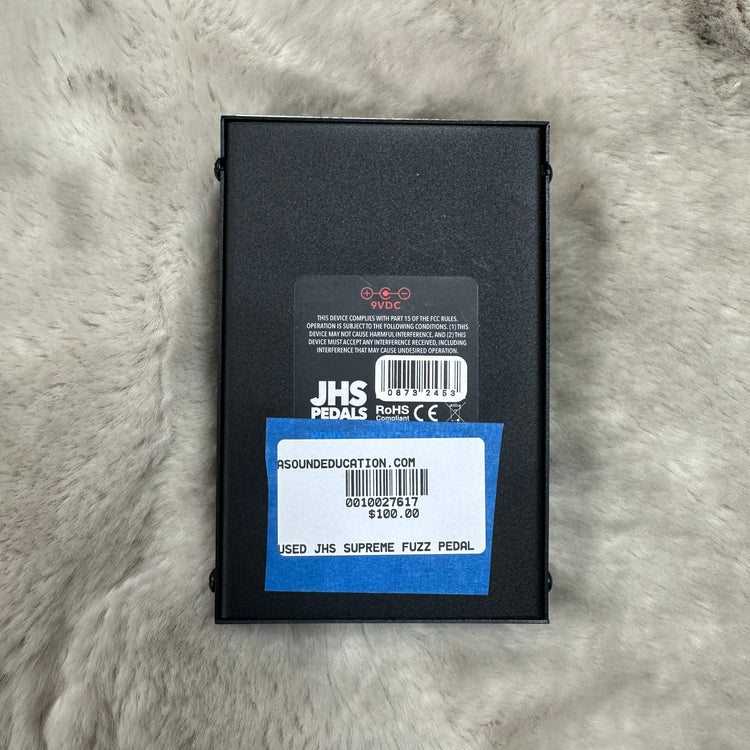 9VDC
THIS DEVICE COMPLIES WITH PART 15 OF THE FCC RULES.
OPERATION IS SUBJECT TO THE FOLLOWING CONDITIONS. (1) THIS
DEVICE MAY NOT CAUSE HARMFUL INTERFERENCE, AND (2) THIS
DEVICE MUST ACCEPT ANY INTERFERENCE RECEIVED, INCLUDING
INTERFERENCE THAT MAY CAUSE UNDESIRED OPERATION.
JHS
PEDALS
0873 2453
RoHS
Compliant
CE
ASOUNDEDUCATION.COM
0010027617
$100.00
USED JHS SUPREME FUZZ PEDAL